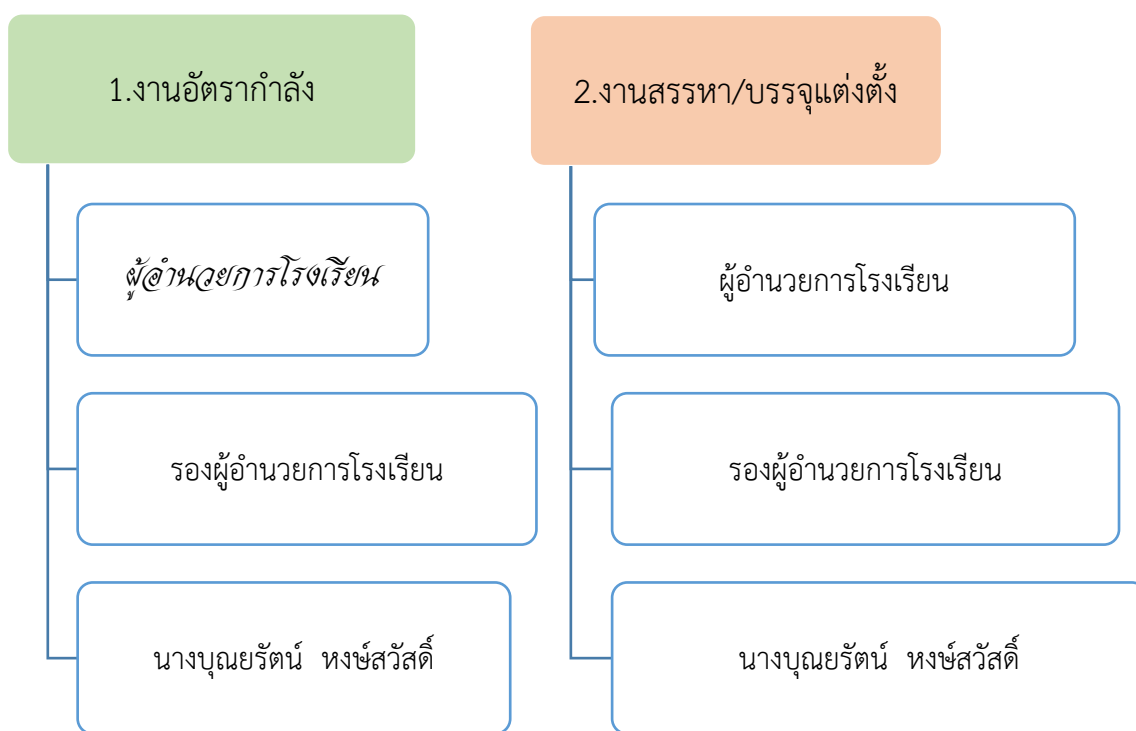 1.งานอัตรากำลัง
ผู้อำนวยการโรงเรียน
รองผู้อำนวยการโรงเรียน
นางบุณยรัตน์ หงษ์สวัสดิ์
2.งานสรรหา/บรรจุแต่งตั้ง
ผู้อำนวยการโรงเรียน
รองผู้อำนวยการโรงเรียน
นางบุณยรัตน์ หงษ์สวัสดิ์